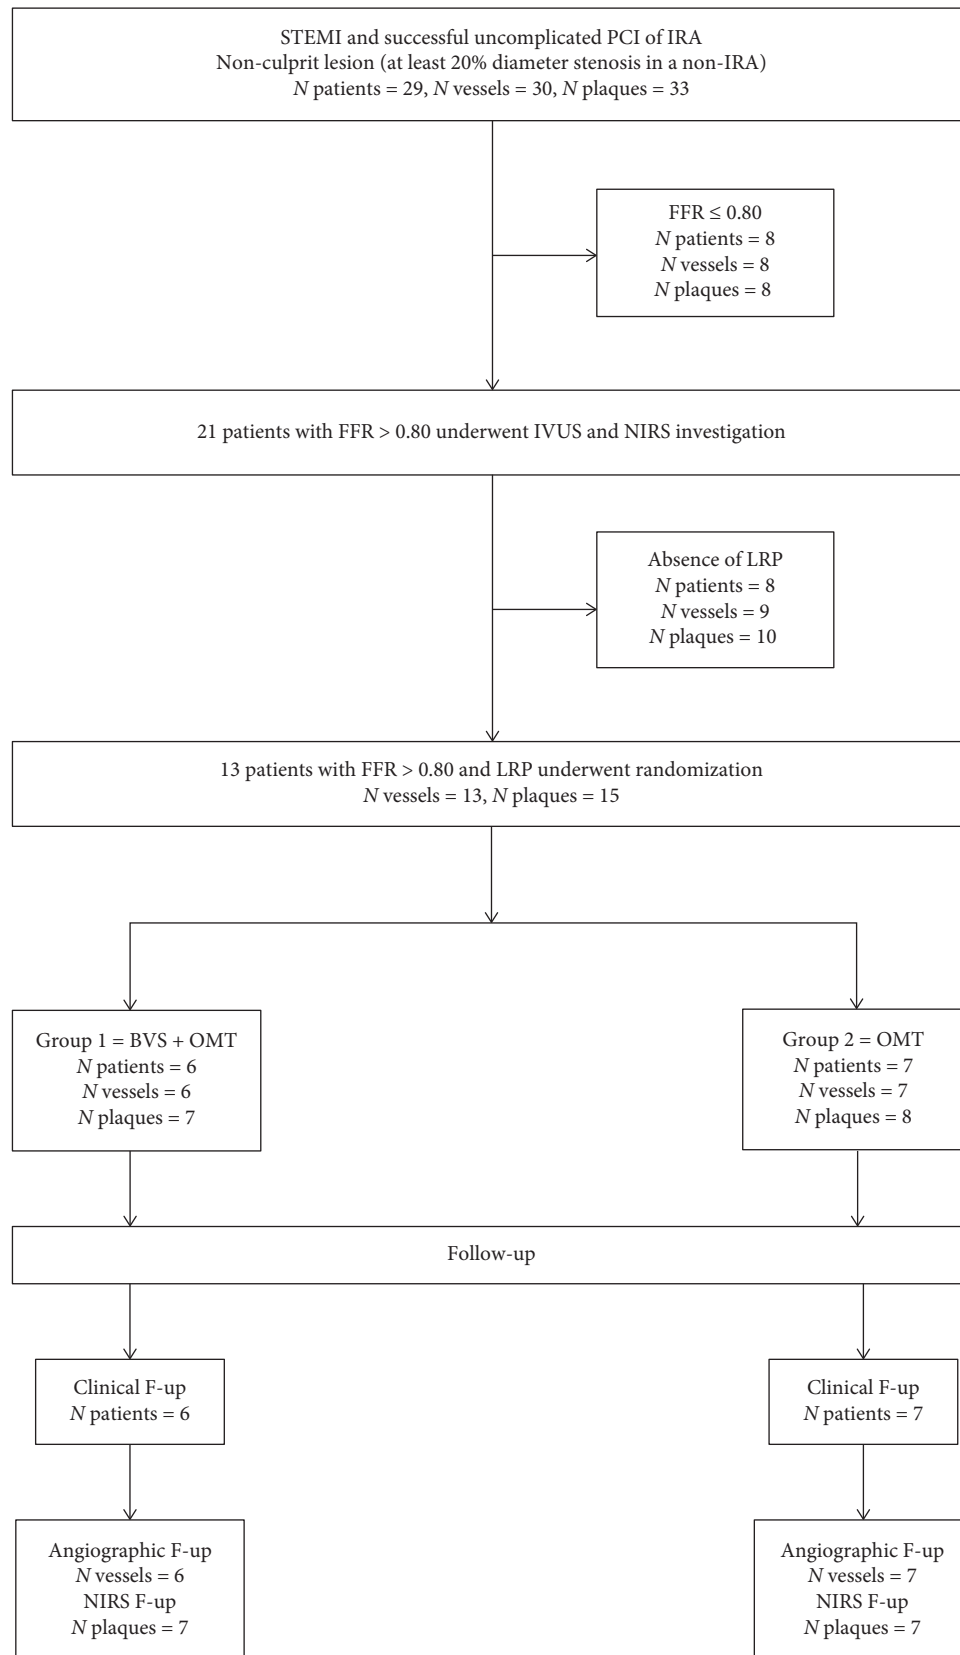 STEMI and successful uncomplicated PCI of IRA
Non-culprit lesion (at least 20% diameter stenosis in a non-IRA)
N patients = 29, N vessels = 30, N plaques = 33
FFR ≤ 0.80
N patients = 8
N vessels = 8
N plaques = 8
21 patients with FFR > 0.80 underwent IVUS and NIRS investigation
Absence of LRP
N patients = 8
N vessels = 9
N plaques = 10
13 patients with FFR > 0.80 and LRP underwent randomization
N vessels = 13, N plaques = 15
Group 1 = BVS + OMT
N patients = 6
N vessels = 6
N plaques = 7
Group 2 = OMT
N patients = 7
N vessels = 7
N plaques = 8
Follow-up
Clinical F-up
N patients = 6
Clinical F-up
N patients = 7
Angiographic F-up
N vessels = 6
NIRS F-up
N plaques = 7
Angiographic F-up
N vessels = 7
NIRS F-up
N plaques = 7